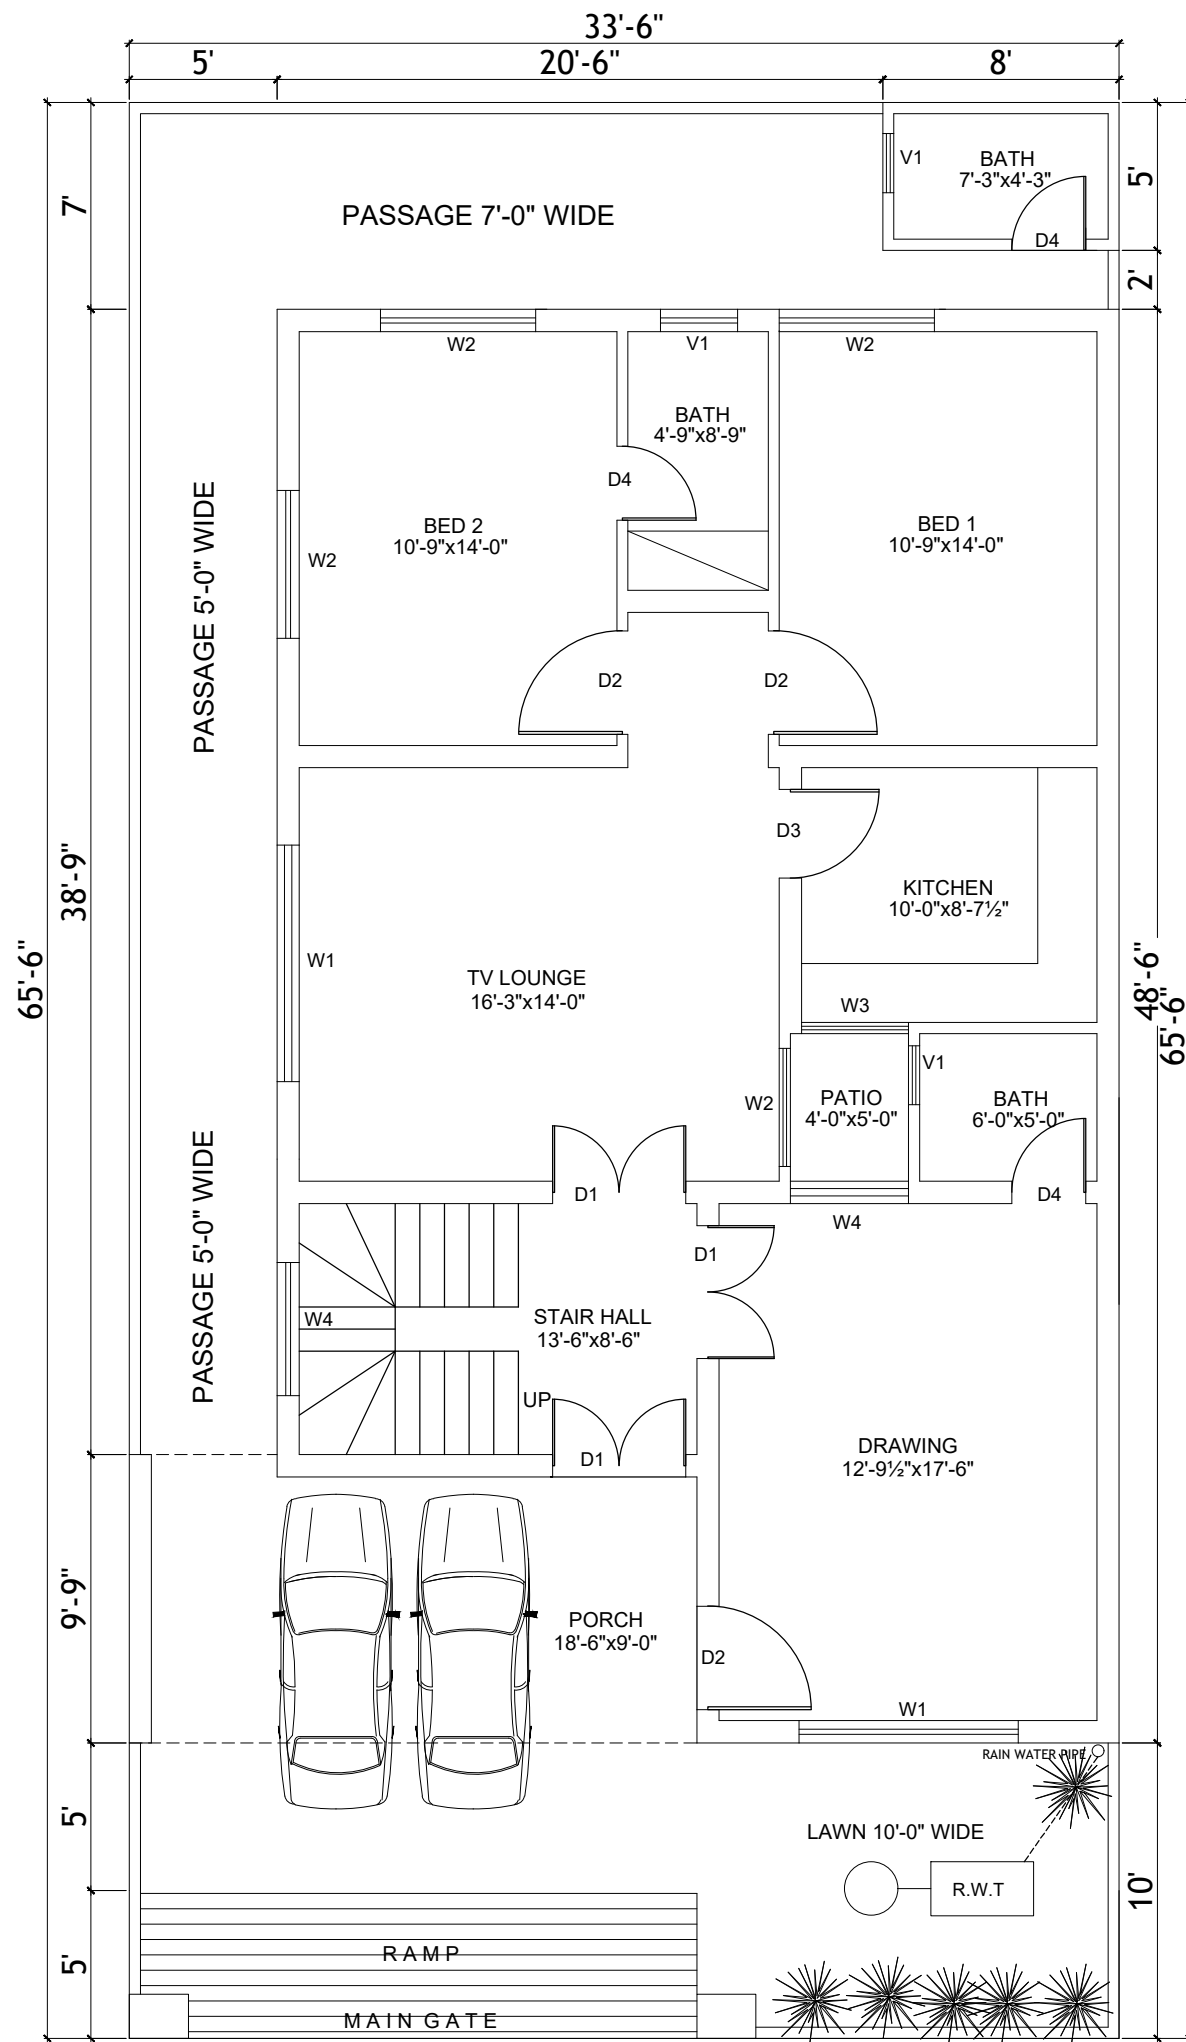 33'-6"
5'
20'-6"
8'
7'
PASSAGE 7'-0" WIDE
V1
BATH
7'-3"x4'-3"
D4
5'
2'
W2
V1
W2
BATH
4'-9"x8'-9"
D4
BED 2
10'-9"x14'-0"
BED 1
10'-9"x14'-0"
PASSAGE 5'-0" WIDE
W2
D2
D2
D3
38'-9"
KITCHEN
10'-0"x8'-7½"
65'-6"
W1
TV LOUNGE
16'-3"x14'-0"
48'-6"
65'-6"
W3
V1
W2
PATIO
4'-0"x5'-0"
BATH
6'-0"x5'-0"
PASSAGE 5'-0" WIDE
D1
D4
W4
D1
W4
STAIR HALL
13'-6"x8'-6"
UP
D1
DRAWING
12'-9½"x17'-6"
9'-9"
PORCH
18'-6"x9'-0"
D2
W1
RAIN WATER PIPE
5'
LAWN 10'-0" WIDE
R.W.T
10'
RAMP
5'
MAIN GATE